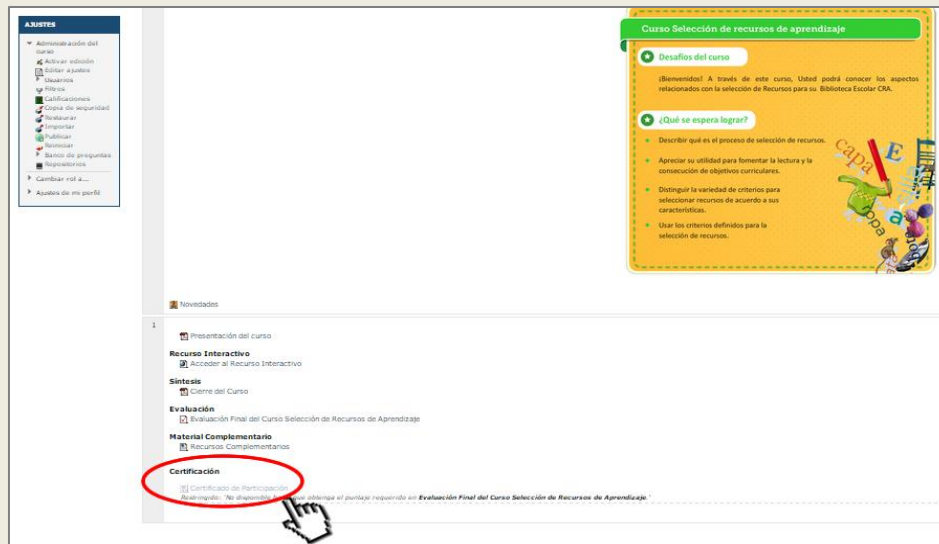 AJUSTES
Administración del
curso
Activar edición
Editar ajustes
Usuarios
Filtros
Calificaciones
Copia de seguridad
Restaurar
Importar
Publicar
Reiniciar
Banco de preguntas
Repositorios
Cambiar rol a...
Ajustes de mi perfil
Curso Selección de recursos de aprendizaje
Desafíos del curso
¡Bienvenidos! A través de este curso, Usted podrá conocer los aspectos
relacionados con la selección de Recursos para su Biblioteca Escolar CRA.
¿Qué se espera lograr?
Describir qué es el proceso de selección de recursos.
Apreciar su utilidad para fomentar la lectura y la
consecución de objetivos curriculares.
Distinguir la variedad de criterios para
seleccionar recursos de acuerdo a sus
características.
Usar los criterios definidos para la
selección de recursos.
capa
E
silla
a
copa
Novedades
1
Presentación del curso
Recurso Interactivo
Acceder al Recurso Interactivo
Síntesis
Cierre del Curso
Evaluación
Evaluación Final del Curso Selección de Recursos de Aprendizaje
Material Complementario
Recursos Complementarios
Certificación
Certificado de Participación
Restringido: 'No disponible que obtenga el puntaje requerido en Evaluación Final del Curso Selección de Recursos de Aprendizaje.'